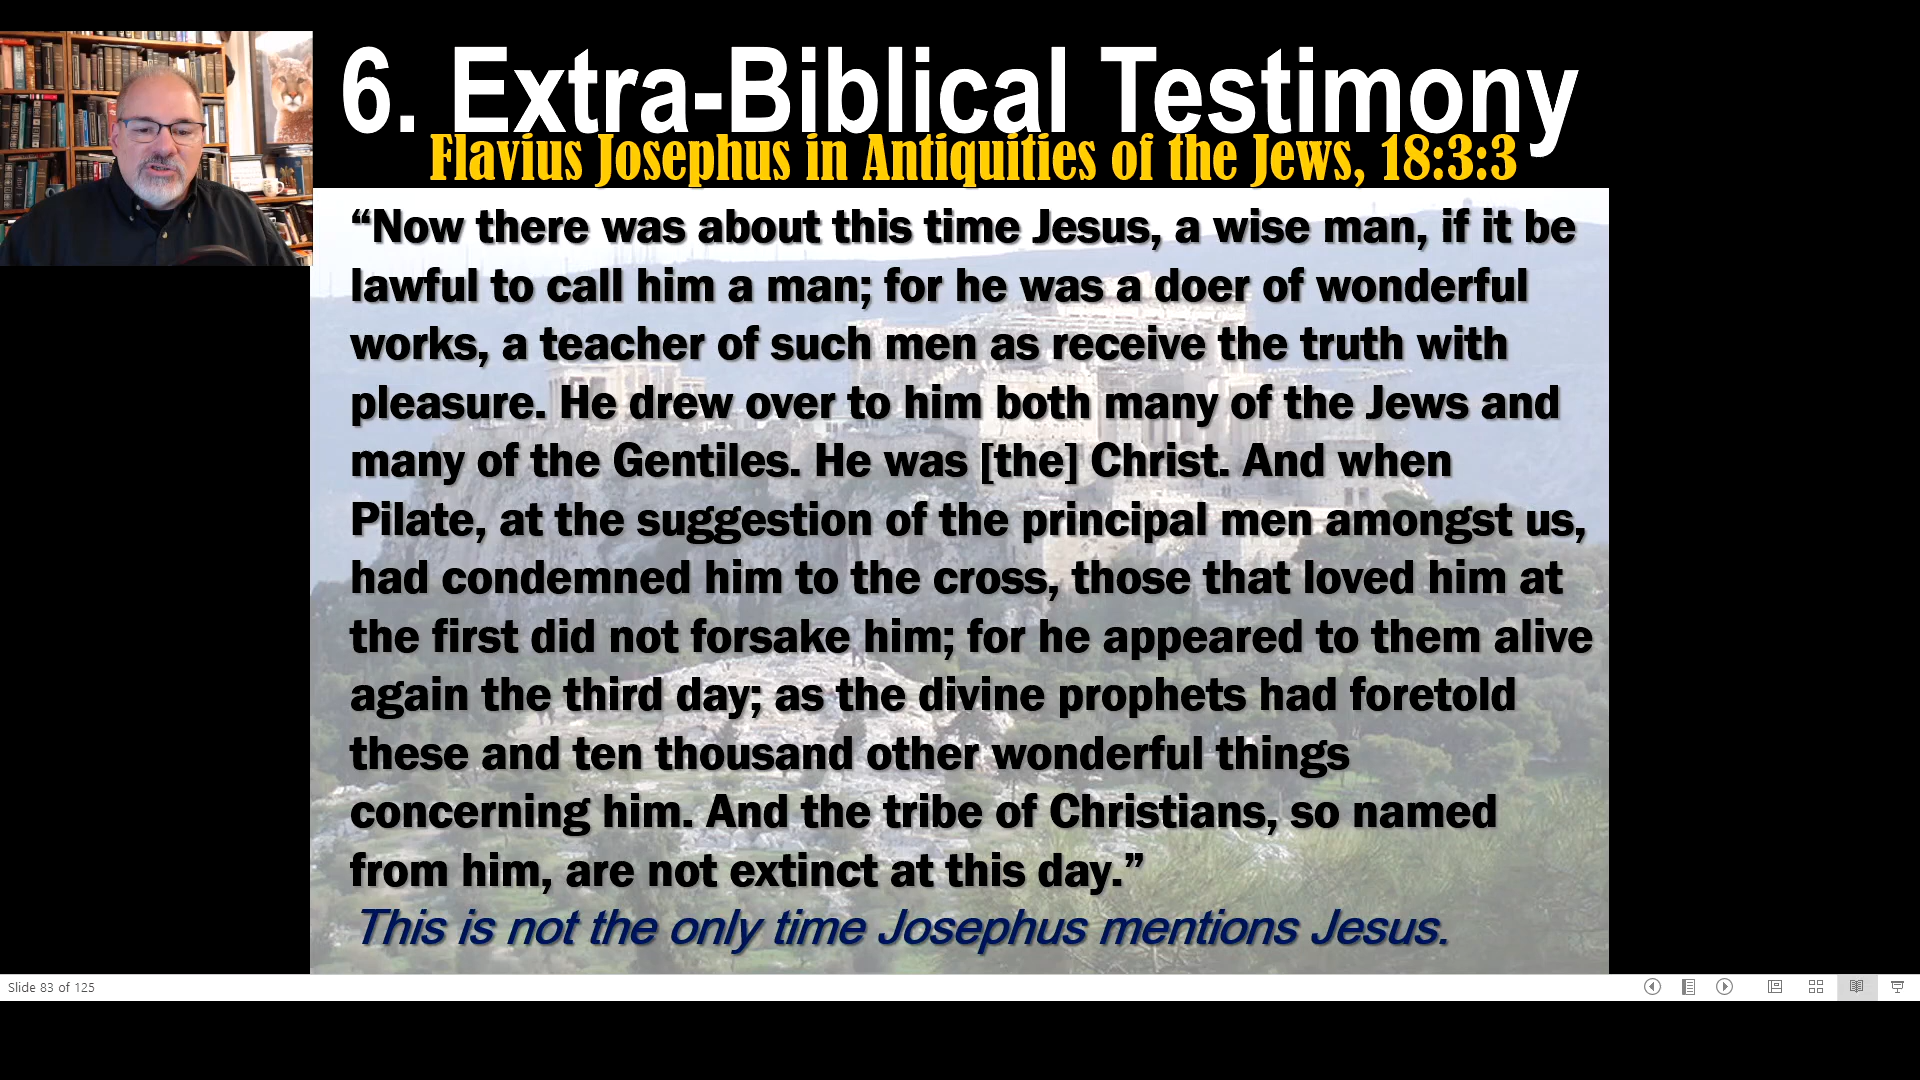 6. Extra-Biblical Testimony
Flavius Josephus in Antiquities of the Jews, 18:3:3
“Now there was about this time Jesus, a wise man, if it be
lawful to call him a man; for he was a doer of wonderful
works, a teacher of such men as receive the truth with
pleasure. He drew over to him both many of the Jews and
many of the Gentiles. He was [the] Christ. And when
Pilate, at the suggestion of the principal men amongst us,
had condemned him to the cross, those that loved him at
the first did not forsake him; for he appeared to them alive
again the third day; as the divine prophets had foretold
these and ten thousand other wonderful things
concerning him. And the tribe of Christians, so named
from him, are not extinct at this day.”
This is not the only time Josephus mentions Jesus.
Slide 83 of 125